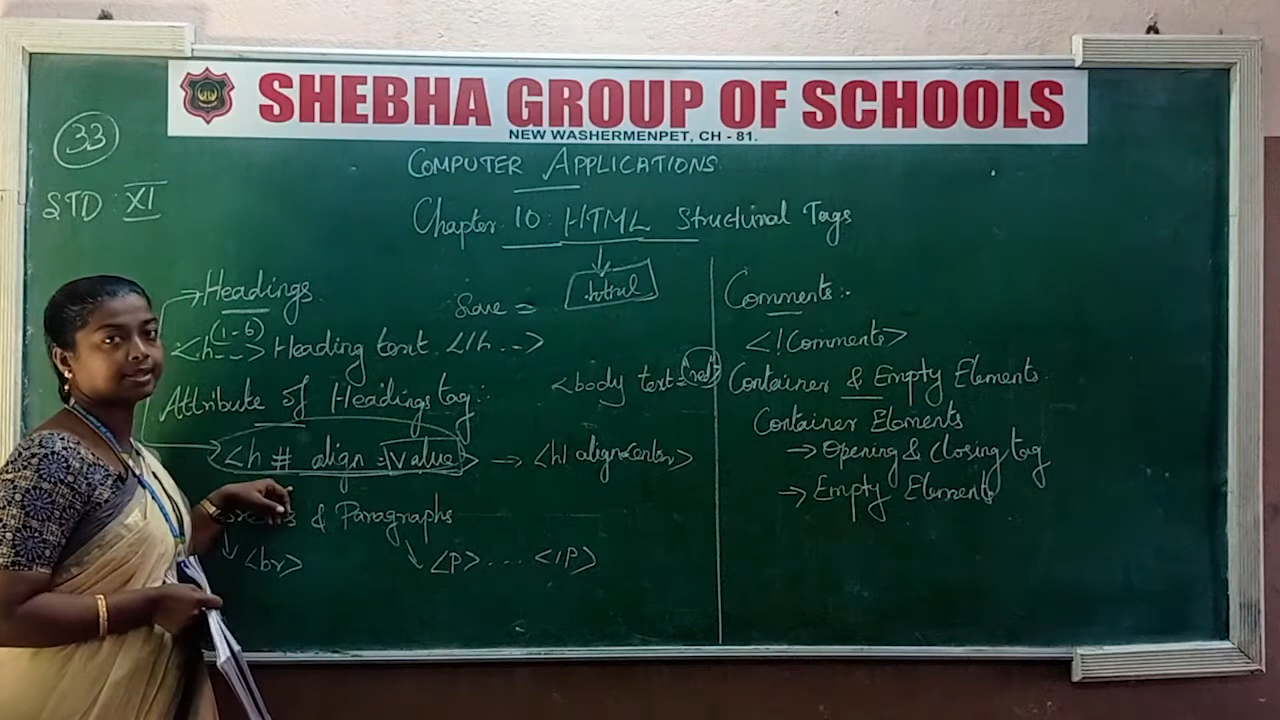 SHEBHA GROUP OF SCHOOLS
NEW WASHERMENPET, CH - 81.
33
STD : XI
COMPUTER APPLICATIONS
Chapter 10: HTML Structural Tags
→ Headings
Save = .html
(1-6)
<h--> Heading text </h -->
<body text="red"
Attribute of Headings tag:
<h # align = value> → <h1 align=center>
& Paragraphs
<br>
<P> ... </P>
Comments:-
<!Comments>
Container & Empty Elements
Container Elements
→ Opening & Closing tag
→ Empty Elements